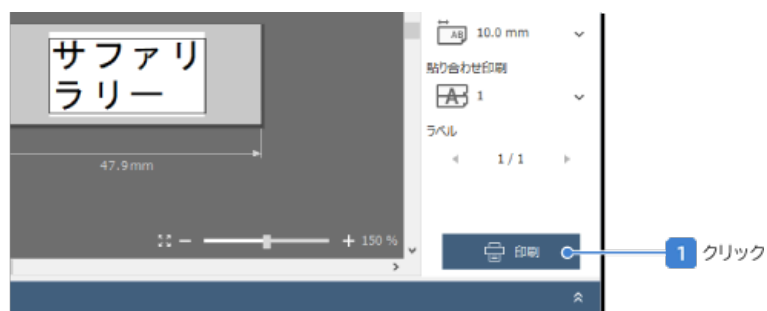 サファリ
ラリー
47.9mm
150 %
AB 10.0 mm
貼り合わせ印刷
A 1
ラベル
1 / 1
印刷
1 クリック